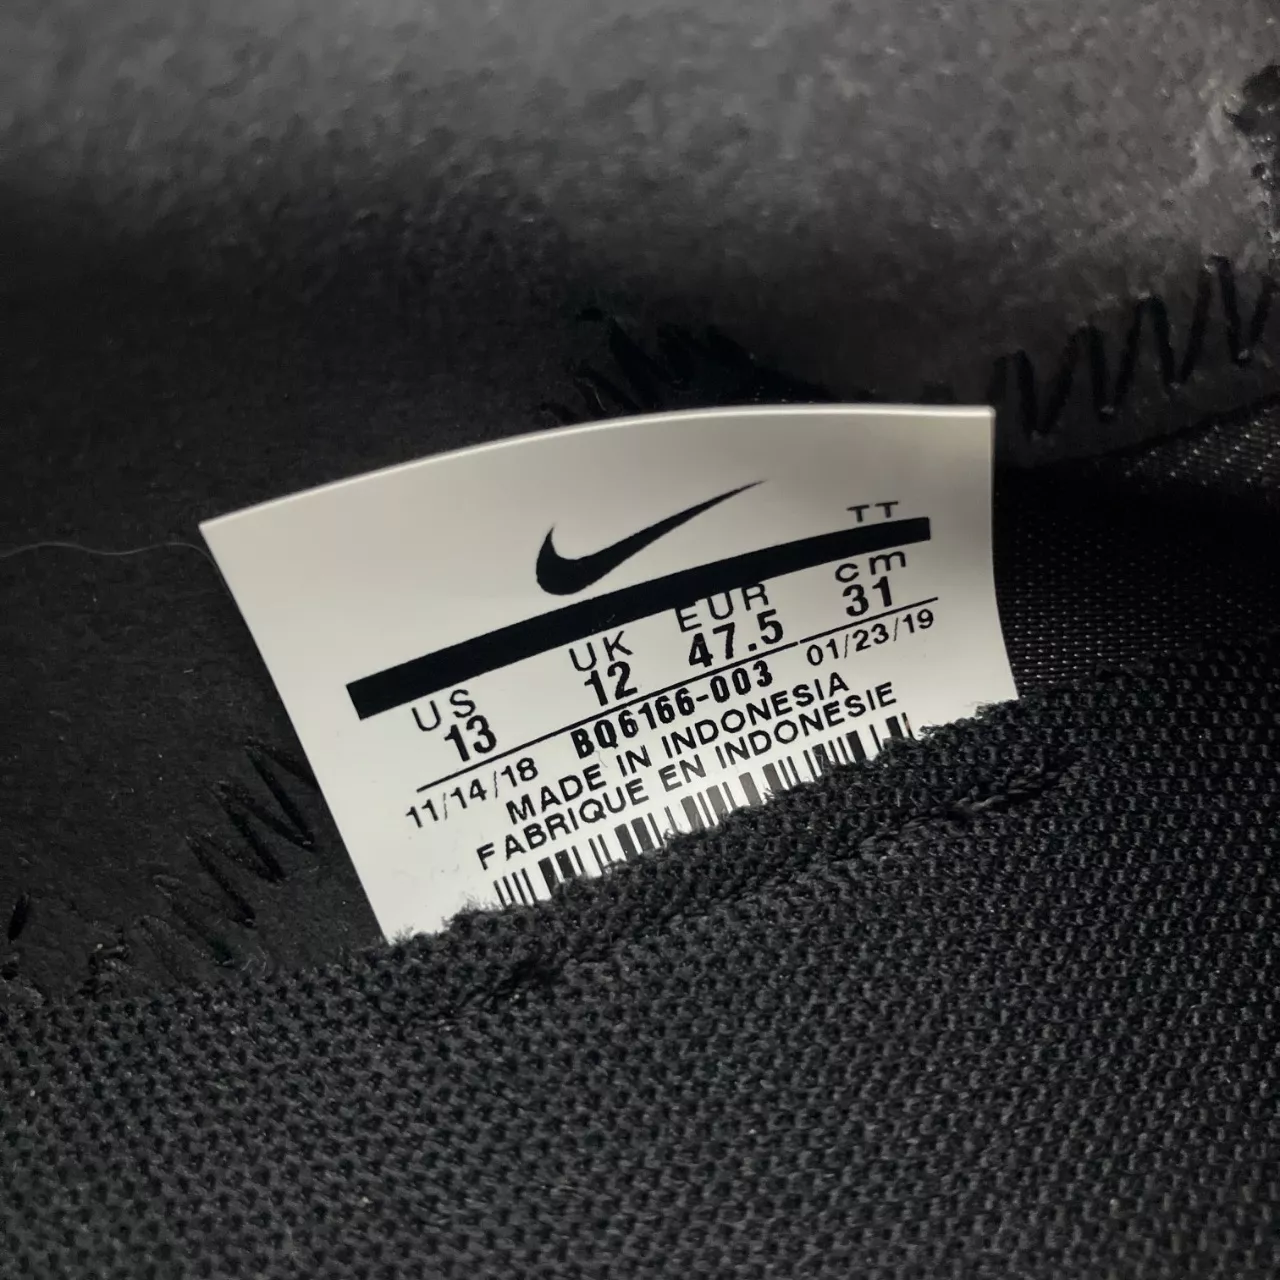 TT
US UK EUR cm
13 12 47.5 31
11/14/18 BQ6166-003 01/23/19
MADE IN INDONESIA
FABRIQUE EN INDONESIE